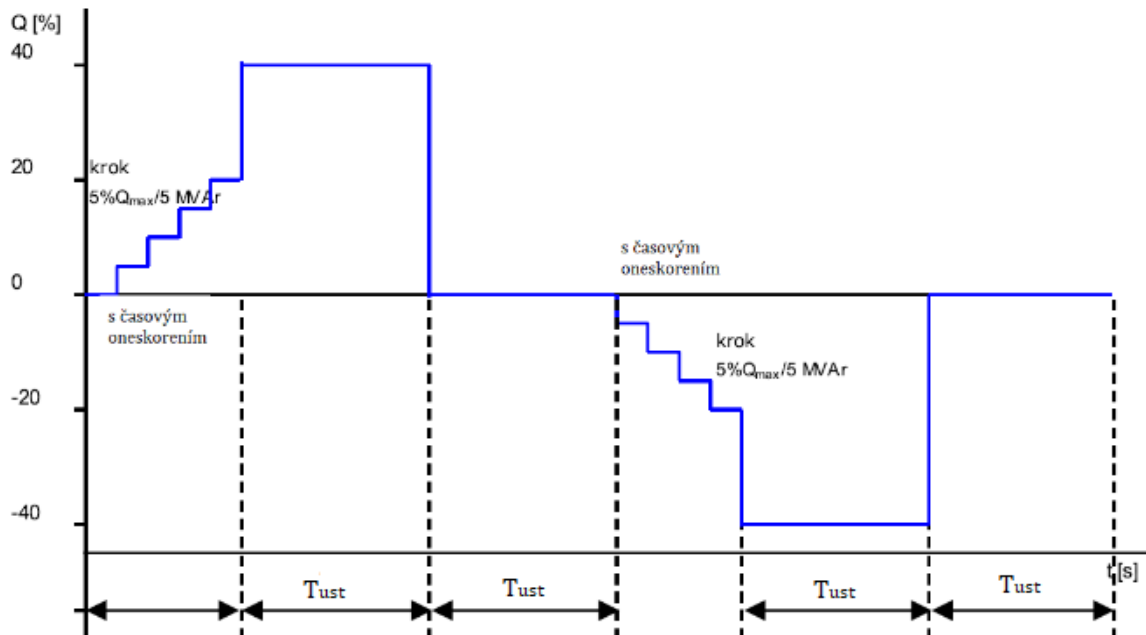 Q [%]
40
krok
20
5%Qmax/5 MVAr
s časovým
oneskorením
0
s časovým
oneskorením
krok
5%Qmax/5 MVAr
-20
-40
t [s]
Tust
Tust
Tust
Tust